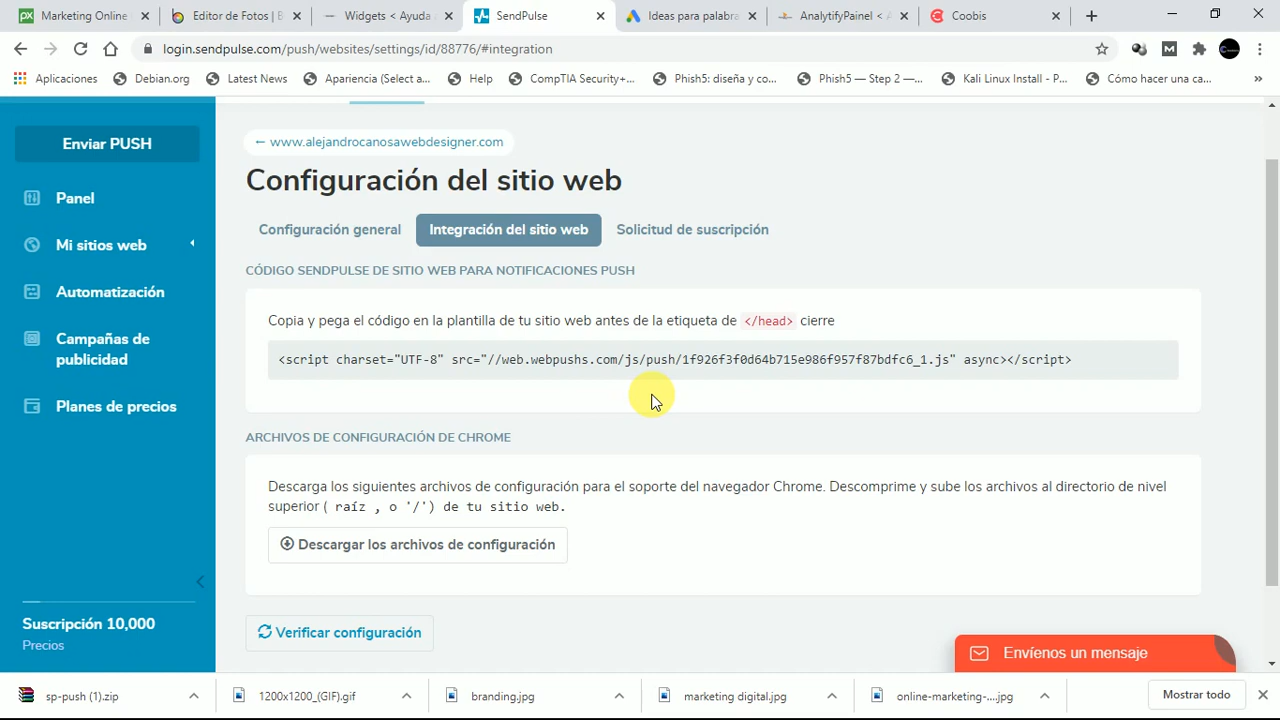 Marketing Online
Editor de Fotos | B
Widgets < Ayuda
SendPulse
Ideas para palabra
AnalytifyPainel < A
Coobis
login.sendpulse.com/push/websites/settings/id/88776/#integration
Aplicaciones
Debian.org
Latest News
Apariencia (Select a...
Help
CompTIA Security+...
Phish5: diseña y co...
Phish5 — Step 2 —...
Kali Linux Install - P...
Cómo hacer una ca...
Enviar PUSH
Panel
Mi sitios web
Automatización
Campañas de
publicidad
Planes de precios
Suscripción 10,000
Precios
← www.alejandrocanosawebdesigner.com
Configuración del sitio web
Configuración general
Integración del sitio web
Solicitud de suscripción
CÓDIGO SENDPULSE DE SITIO WEB PARA NOTIFICACIONES PUSH
Copia y pega el código en la plantilla de tu sitio web antes de la etiqueta de </head> cierre
<script charset="UTF-8" src="//web.webpushs.com/js/push/1f926f3f0d64b715e8e6f957f87bdfc6_1.js" async></script>
ARCHIVOS DE CONFIGURACIÓN DE CHROME
Descarga los siguientes archivos de configuración para el soporte del navegador Chrome. Descomprime y sube los archivos al directorio de nivel
superior ( raíz , o '/') de tu sitio web.
Descargar los archivos de configuración
Verificar configuración
Envíenos un mensaje
sp-push (1).zip
1200x1200_(GIF).gif
branding.jpg
marketing digital.jpg
online-marketing-....jpg
Mostrar todo